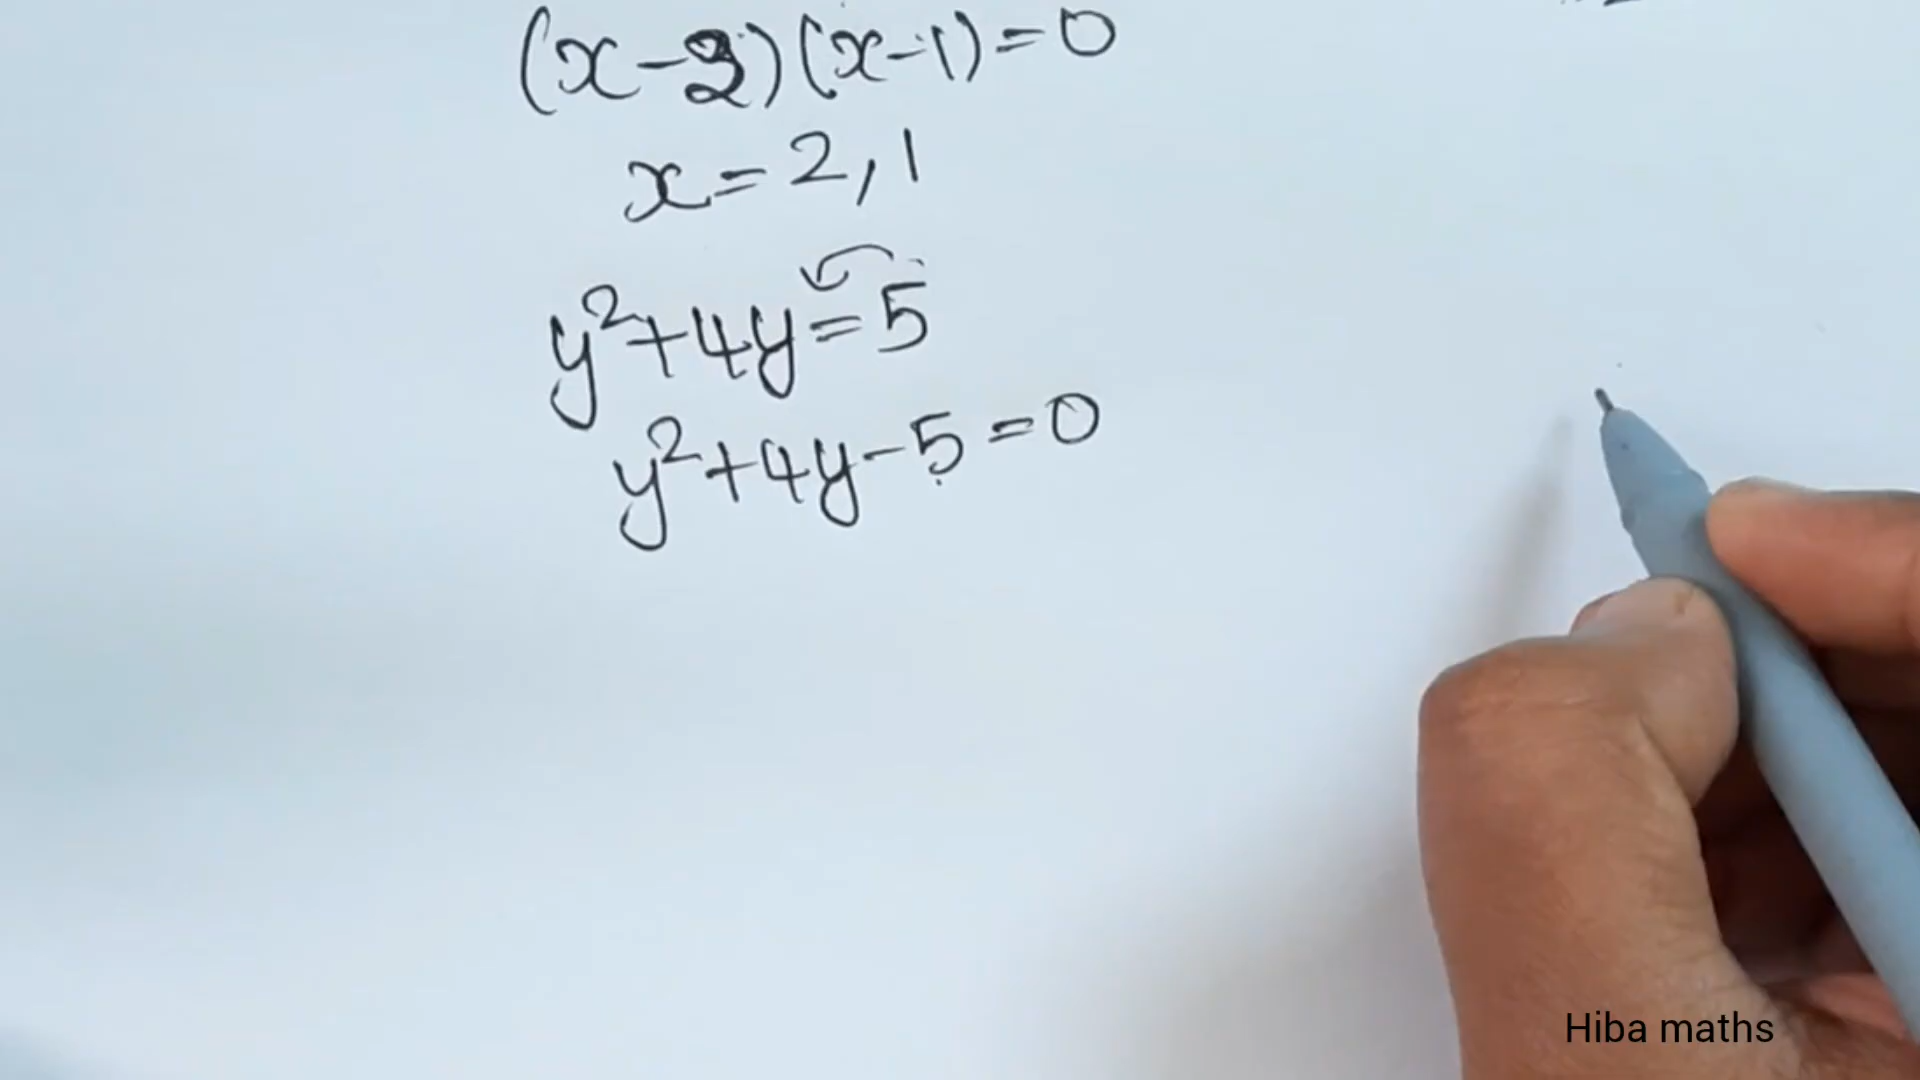 (x-2)(x-1)=0
x=2,1
y²+4y=5
y²+4y-5=0
Hiba maths